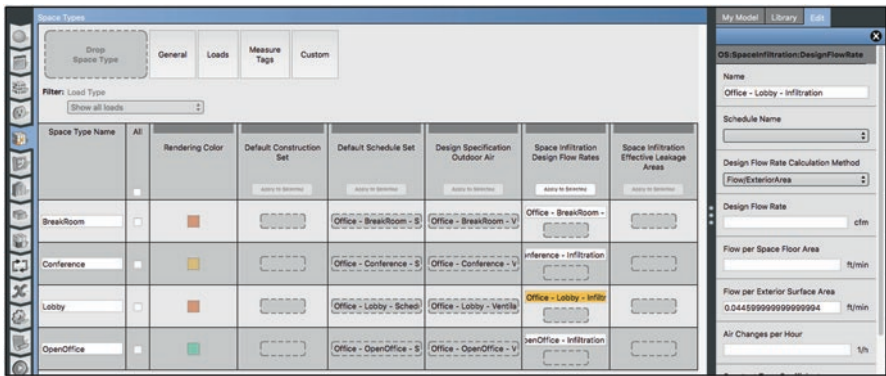 Space Types
My Model Library Edit
Drop
Space Type
General
Loads
Measure
Tags
Custom
Filter: Load Type
Show all loads
Space Type Name
All
Rendering Color
Default Construction
Set
Default Schedule Set
Design Specification
Outdoor Air
Space Infiltration
Design Flow Rates
Space Infiltration
Effective Leakage
Areas
Apply to Selected
Apply to Selected
Apply to Selected
Apply to Selected
Apply to Selected
BreakRoom
Office - BreakRoom - S
Office - BreakRoom - V
Office - BreakRoom -
Conference
Office - Conference - S
Office - Conference - V
onference - Infiltration
Lobby
Office - Lobby - Sched
Office - Lobby - Ventila
Office - Lobby - Infiltr
OpenOffice
Office - OpenOffice - S
Office - OpenOffice - V
penOffice - Infiltration
OS:SpaceInfiltration:DesignFlowRate
Name
Office - Lobby - Infiltration
Schedule Name
Design Flow Rate Calculation Method
Flow/ExteriorArea
Design Flow Rate
cfm
Flow per Space Floor Area
ft/min
Flow per Exterior Surface Area
0.044599999999999994 ft/min
Air Changes per Hour
1/h